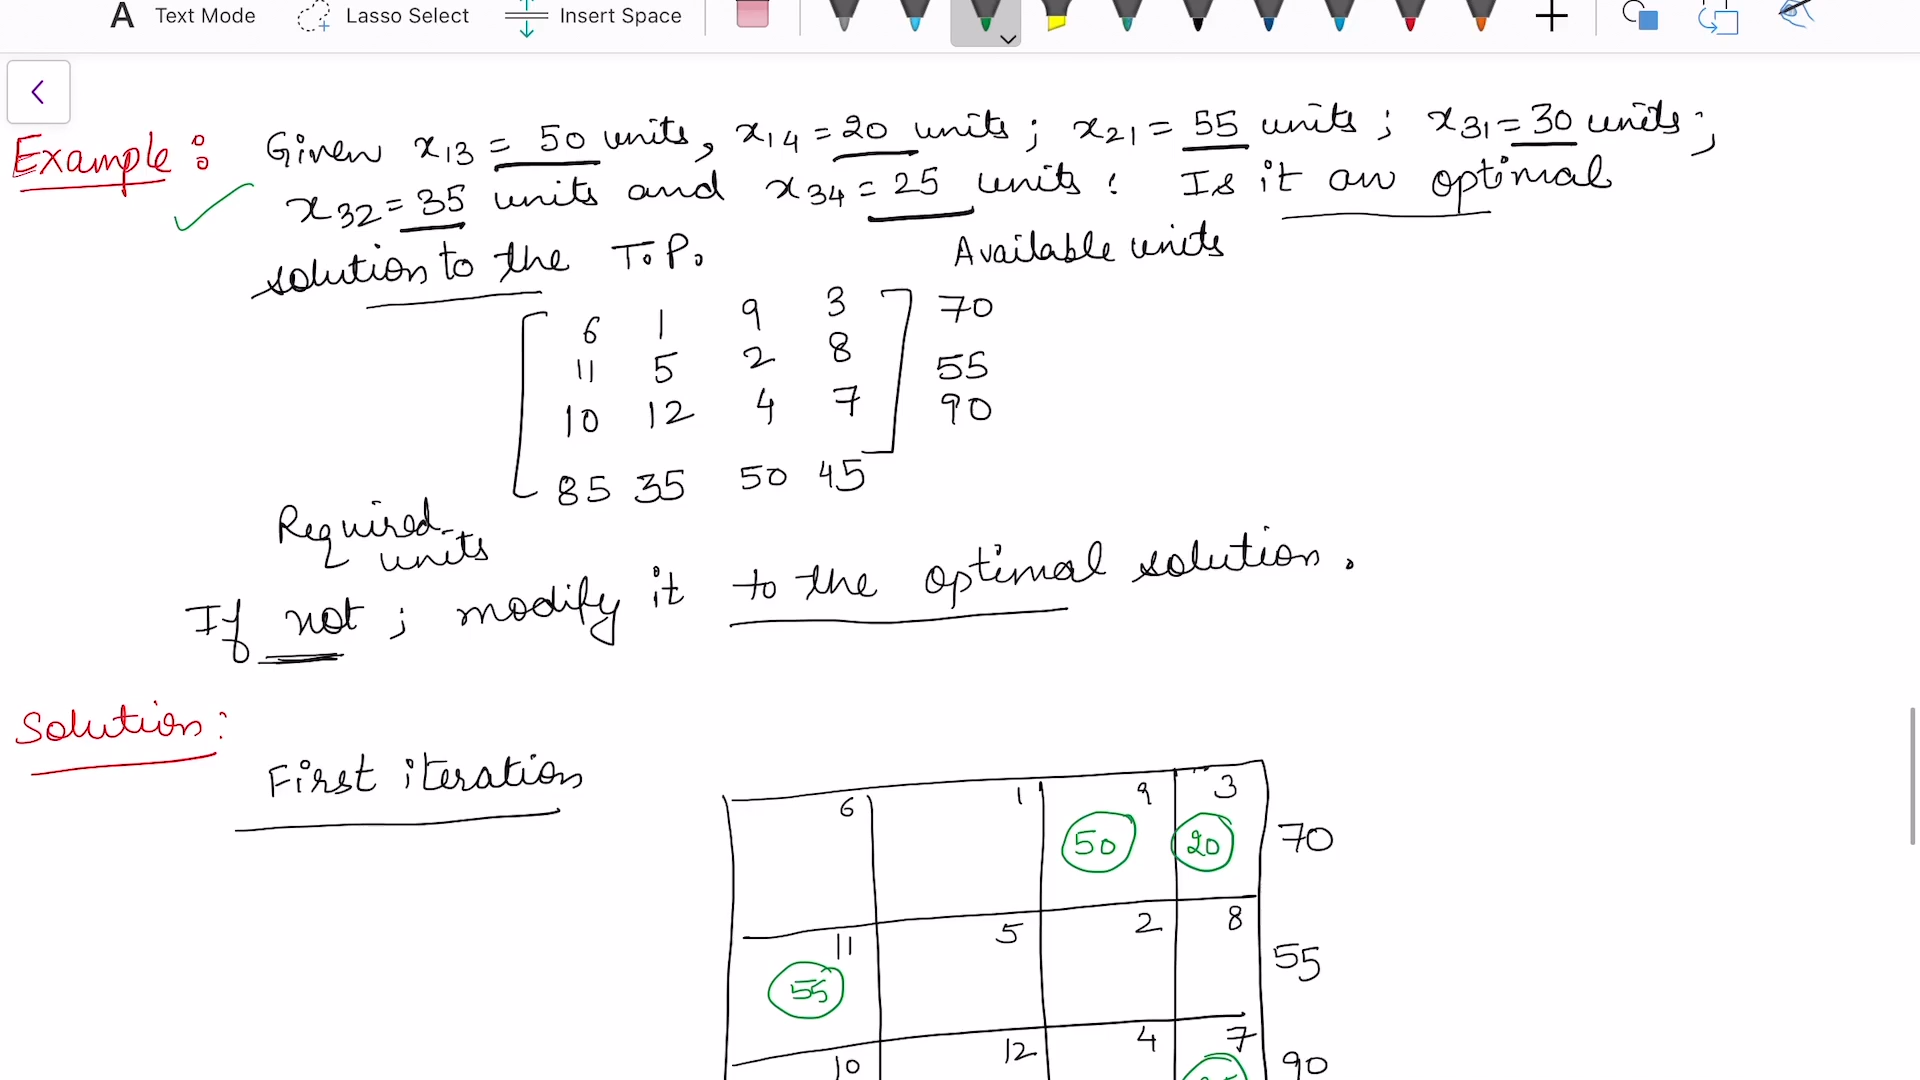 A Text Mode Lasso Select Insert Space
Example: Given x13 = 50 units, x14 = 20 units; x21 = 55 units; x31 = 30 units;
x32 = 35 units and x34 = 25 units. Is it an optimal
solution to the T.P.
Available units
6 1 9 3 70
11 5 2 8 55
10 12 4 7 90
85 35 50 45
Required units
If not; modify it to the optimal solution.
Solution:
First iteration
6 1 9 3
50 20 70
11 5 2 8
55 55
10 12 4 7
90